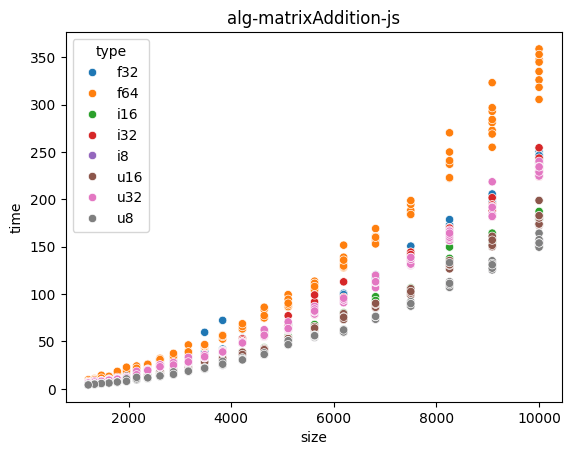 alg-matrixAddition-js
type
f32
f64
i16
i32
i8
u16
u32
u8
time
350
300
250
200
150
100
50
0
2000 4000 6000 8000 10000
size